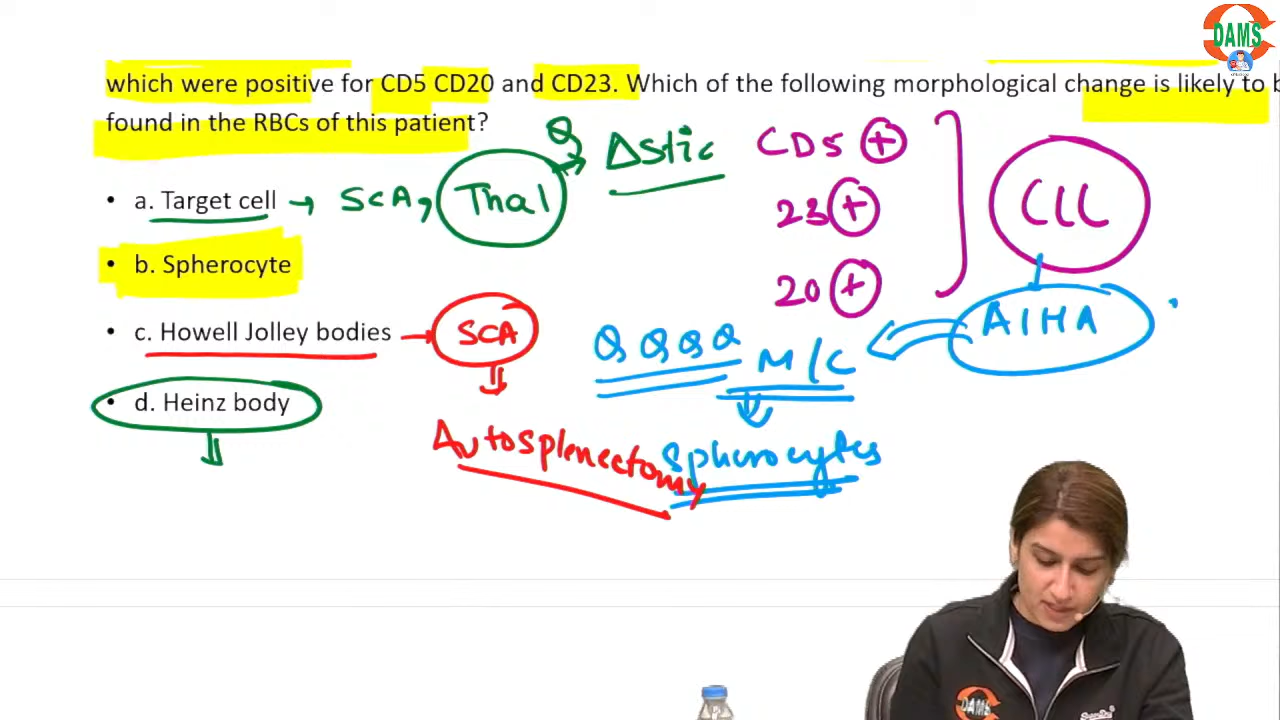 which were positive for CD5 CD20 and CD23. Which of the following morphological change is likely to b
found in the RBCs of this patient?
• a. Target cell → SCA, Thal Q → Δstic
• b. Spherocyte
• c. Howell Jolley bodies → SCA
Autosplenectomy
• d. Heinz body
CD5 +
23 +
20 +
CLL
AIHA
Q Q Q Q M/C
Spherocytes
DAMS
DAMS